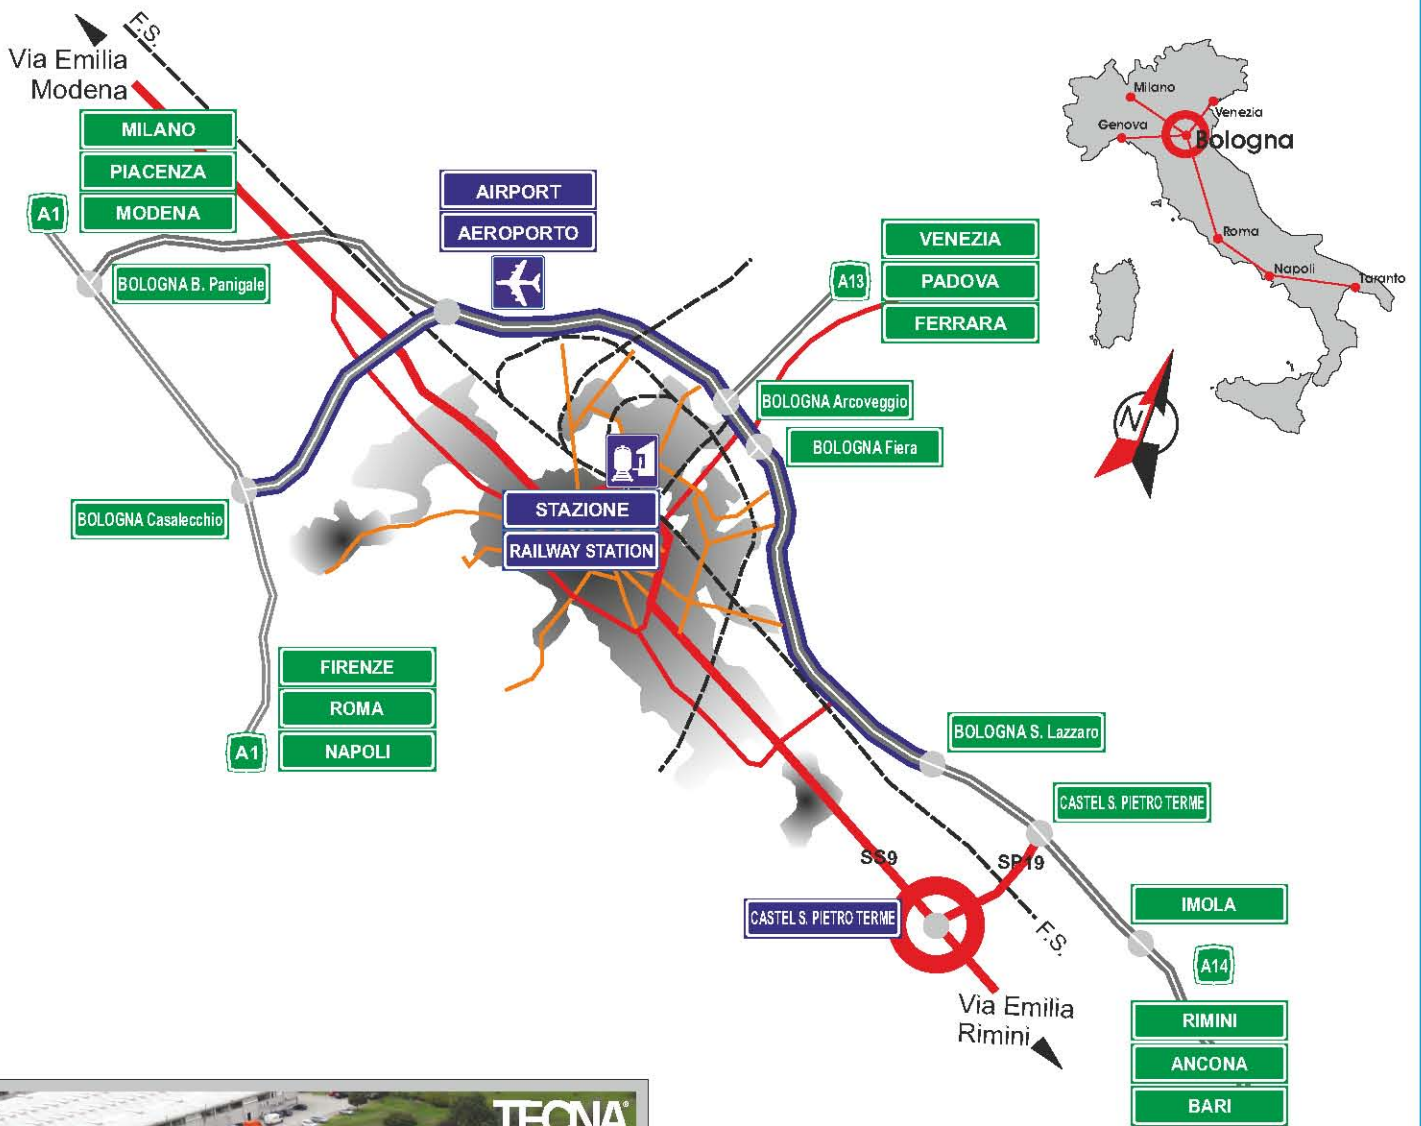 F.S.
Via Emilia
Modena
MILANO
PIACENZA
MODENA
A1
BOLOGNA B. Panigale
AIRPORT
AEROPORTO
A13
VENEZIA
PADOVA
FERRARA
Milano
Venezia
Genova
Bologna
Roma
Napoli
Taranto
N
BOLOGNA Arcoveggio
BOLOGNA Fiera
STAZIONE
RAILWAY STATION
BOLOGNA Casalecchio
FIRENZE
ROMA
NAPOLI
A1
BOLOGNA S. Lazzaro
CASTEL S. PIETRO TERME
SS9
SP19
CASTEL S. PIETRO TERME
F.S.
IMOLA
A14
Via Emilia
Rimini
RIMINI
ANCONA
BARI
TECNA®